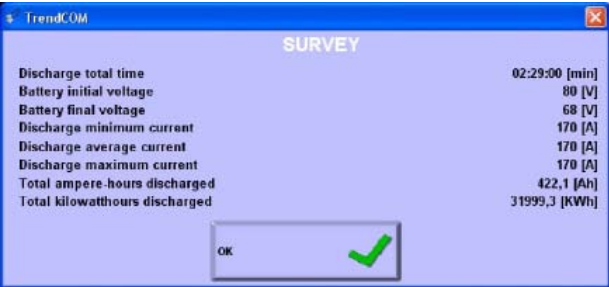 TrendCOM
SURVEY
Discharge total time 02:29:00 [min]
Battery initial voltage 80 [V]
Battery final voltage 68 [V]
Discharge minimum current 170 [A]
Discharge average current 170 [A]
Discharge maximum current 170 [A]
Total ampere-hours discharged 422,1 [Ah]
Total kilowatthours discharged 31999,3 [KWh]
OK